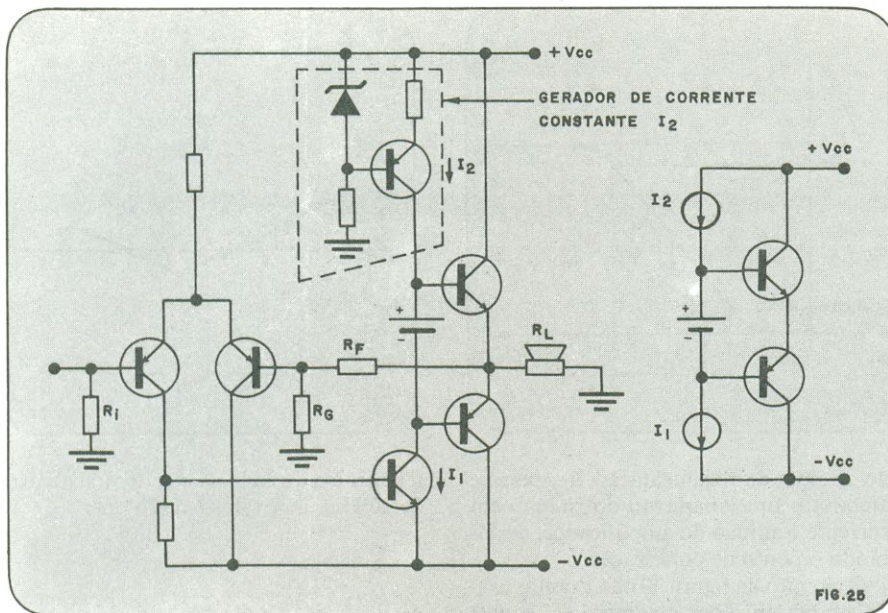 +Vcc
GERADOR DE CORRENTE
CONSTANTE I2
I2
+
-
RF
RL
Ri
RG
I1
-Vcc
+Vcc
I2
+
-
I1
-Vcc
FIG.25